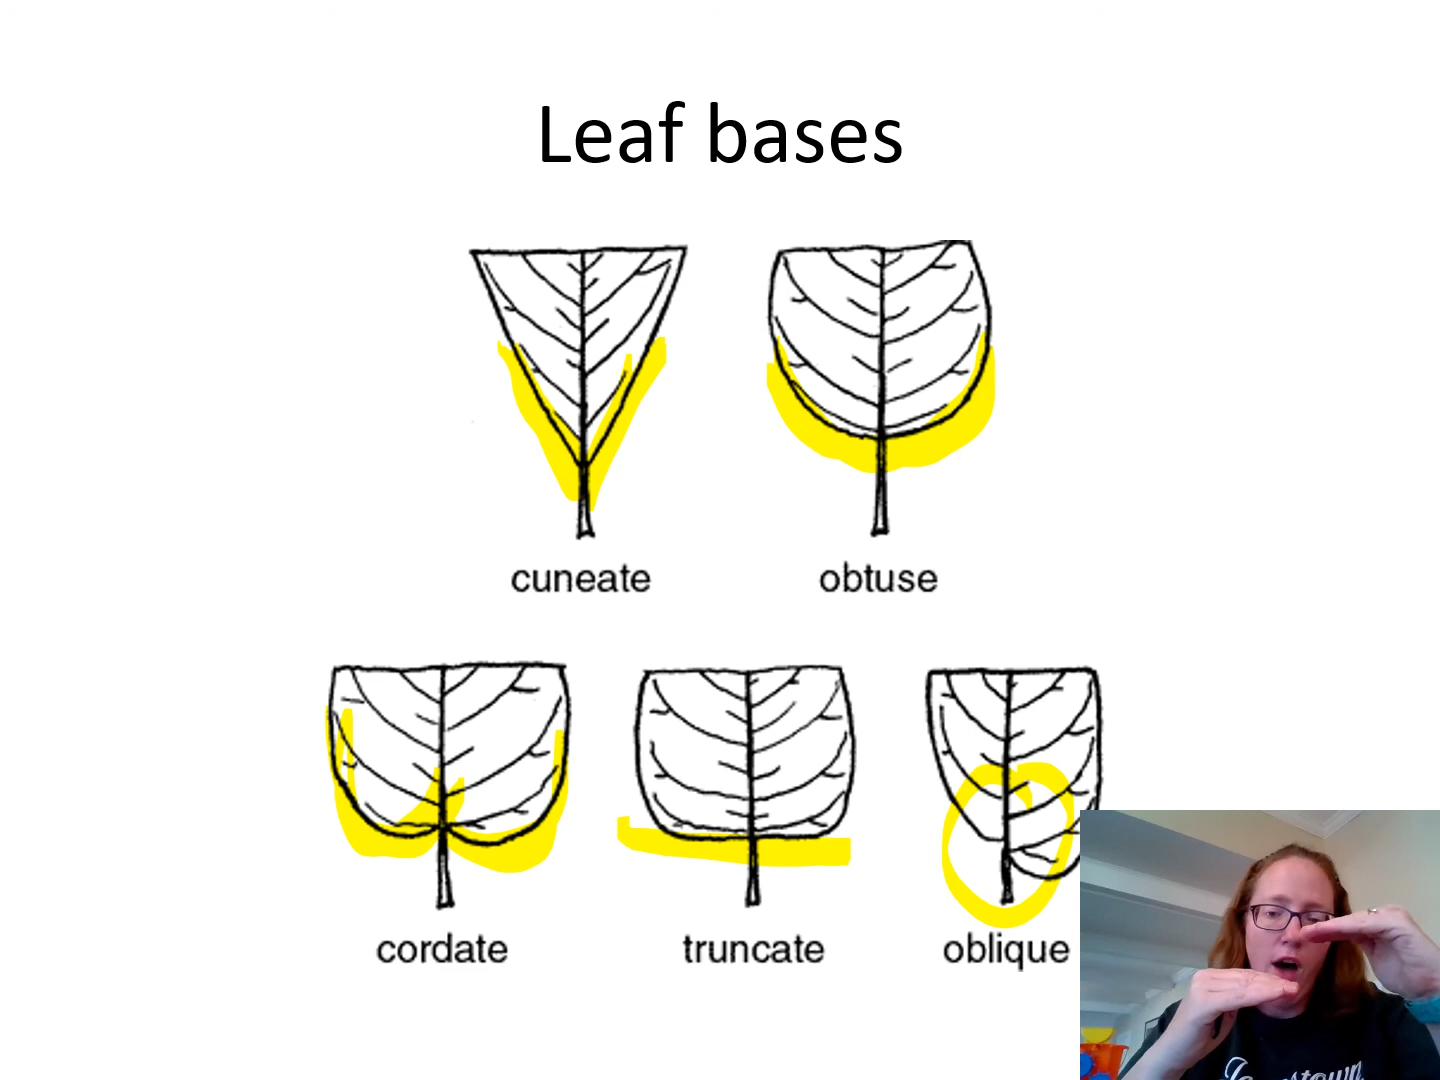 Leaf bases
cuneate
obtuse
cordate
truncate
oblique